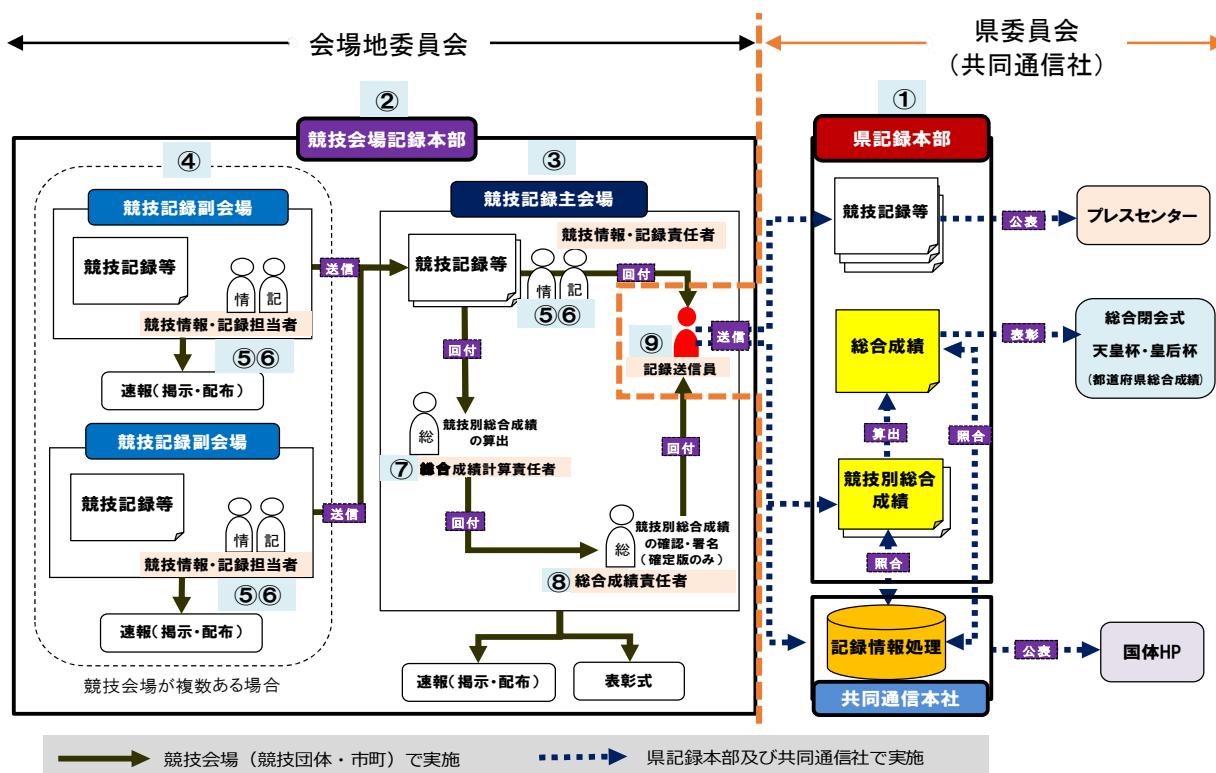 会場地委員会
県委員会
(共同通信社)
②
競技会場記録本部
①
県記録本部
④
競技記録副会場
競技記録等
情
記
競技情報・記録担当者
⑤⑥
速報(掲示・配布)
送信
競技記録副会場
競技記録等
情
記
競技情報・記録担当者
⑤⑥
速報(掲示・配布)
送信
競技会場が複数ある場合
③
競技記録主会場
競技記録等
競技情報・記録責任者
情
記
⑤⑥
回付
⑨
記録送信員
送信
回付
総
競技別総合成績
の算出
⑦
総合成績計算責任者
回付
総
競技別総合成績
の確認・署名
(確定版のみ)
⑧
総合成績責任者
回付
速報(掲示・配布)
表彰式
競技記録等
公表
プレスセンター
総合成績
表彰
総合閉会式
天皇杯・皇后杯
(都道府県総合成績)
算出
照合
競技別総合
成績
照合
記録情報処理
共同通信本社
公表
国体HP
競技会場(競技団体・市町)で実施
県記録本部及び共同通信社で実施